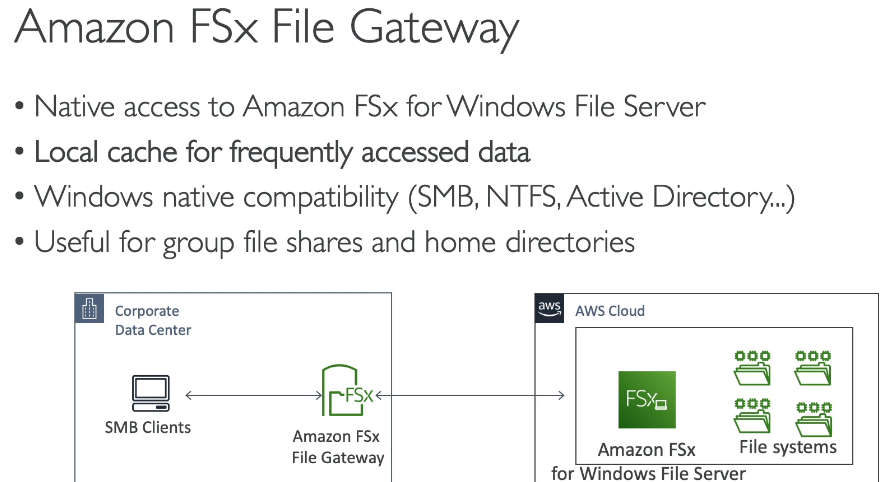 Amazon FSx File Gateway
• Native access to Amazon FSx for Windows File Server
• Local cache for frequently accessed data
• Windows native compatibility (SMB, NTFS, Active Directory...)
• Useful for group file shares and home directories
Corporate
Data Center
SMB Clients
FSx
Amazon FSx
File Gateway
aws
AWS Cloud
FSx
Amazon FSx
for Windows File Server
File systems